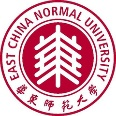 EAST CHINA NORMAL UNIVERSITY
華東師範大學